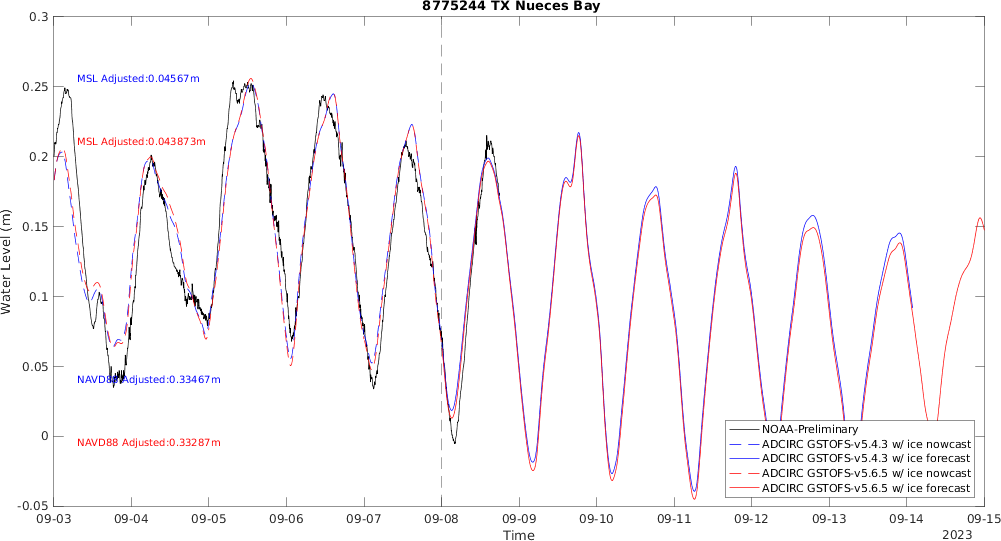 8775244 TX Nueces Bay
0.3
0.25
0.2
0.15
0.1
0.05
0
-0.05
Water Level (m)
MSL Adjusted:0.04567m
MSL Adjusted:0.043873m
NAVD88 Adjusted:0.33467m
NAVD88 Adjusted:0.33287m
NOAA-Preliminary
ADCIRC GSTOFS-v5.4.3 w/ ice nowcast
ADCIRC GSTOFS-v5.4.3 w/ ice forecast
ADCIRC GSTOFS-v5.6.5 w/ ice nowcast
ADCIRC GSTOFS-v5.6.5 w/ ice forecast
09-03 09-04 09-05 09-06 09-07 09-08 09-09 09-10 09-11 09-12 09-13 09-14 09-15
Time
2023